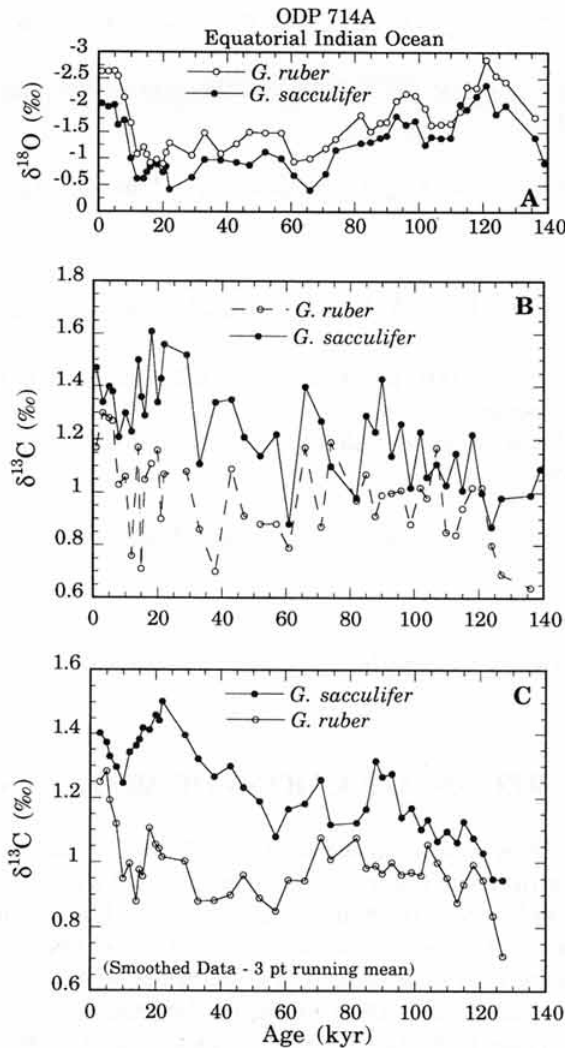 ODP 714A
Equatorial Indian Ocean
-3
-2.5
-2
-1.5
-1
-0.5
0
δ18O (‰)
G. ruber
G. sacculifer
A
0 20 40 60 80 100 120 140
1.8
1.6
1.4
1.2
1
0.8
0.6
δ13C (‰)
G. ruber
G. sacculifer
B
0 20 40 60 80 100 120 140
1.6
1.4
1.2
1
0.8
0.6
δ13C (‰)
G. sacculifer
G. ruber
C
(Smoothed Data - 3 pt running mean)
0 20 40 60 80 100 120 140
Age (kyr)